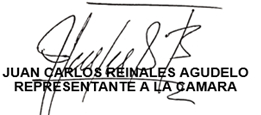 JUAN CARLOS REINALES AGUDELO
REPRESENTANTE A LA CAMARA